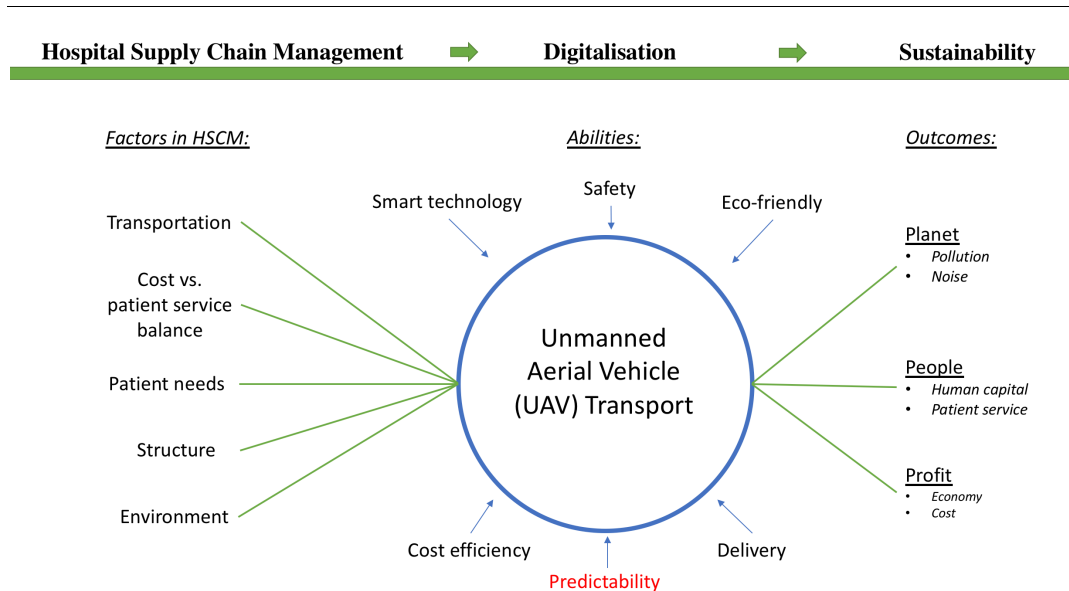 Hospital Supply Chain Management
Digitalisation
Sustainability
Factors in HSCM:
Abilities:
Outcomes:
Transportation
Cost vs.
patient service
balance
Patient needs
Structure
Environment
Smart technology
Safety
Eco-friendly
Unmanned
Aerial Vehicle
(UAV) Transport
Cost efficiency
Predictability
Delivery
Planet
• Pollution
• Noise
People
• Human capital
• Patient service
Profit
• Economy
• Cost